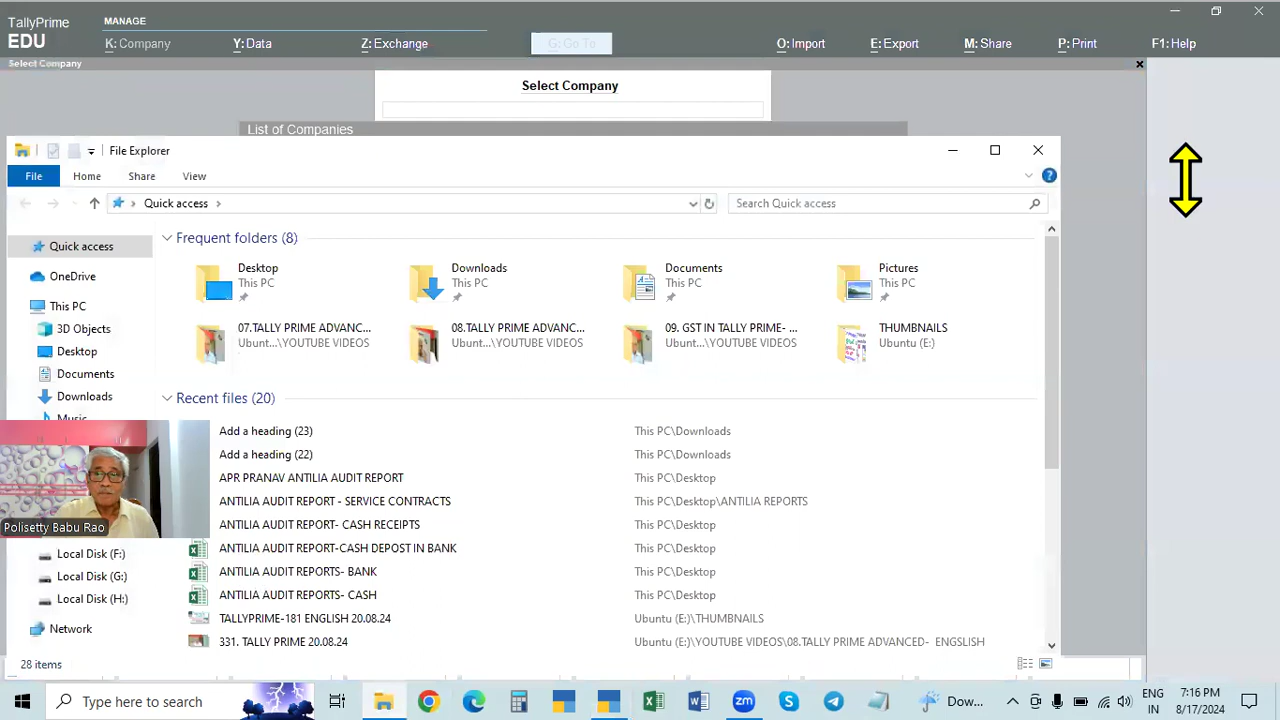 TallyPrime
EDU
MANAGE
K: Company Y: Data Z: Exchange G: Go To O: Import E: Export M: Share P: Print F1: Help
Select Company
Select Company
List of Companies
File Explorer
File Home Share View
Quick access
Search Quick access
Quick access
OneDrive
This PC
3D Objects
Desktop
Documents
Downloads
Music
Local Disk (F:)
Local Disk (G:)
Local Disk (H:)
Network
Frequent folders (8)
Desktop
This PC
Downloads
This PC
Documents
This PC
Pictures
This PC
07.TALLY PRIME ADVANC...
Ubunt...\YOUTUBE VIDEOS
08.TALLY PRIME ADVANC...
Ubunt...\YOUTUBE VIDEOS
09. GST IN TALLY PRIME- ...
Ubunt...\YOUTUBE VIDEOS
THUMBNAILS
Ubuntu (E:)
Recent files (20)
Add a heading (23) This PC\Downloads
Add a heading (22) This PC\Downloads
APR PRANAV ANTILIA AUDIT REPORT This PC\Desktop
ANTILIA AUDIT REPORT - SERVICE CONTRACTS This PC\Desktop\ANTILIA REPORTS
ANTILIA AUDIT REPORT- CASH RECEIPTS This PC\Desktop
ANTILIA AUDIT REPORT-CASH DEPOST IN BANK This PC\Desktop
ANTILIA AUDIT REPORTS- BANK This PC\Desktop
ANTILIA AUDIT REPORTS - CASH This PC\Desktop
TALLYPRIME-181 ENGLISH 20.08.24 Ubuntu (E:)\THUMBNAILS
331. TALLY PRIME 20.08.24 Ubuntu (E:)\YOUTUBE VIDEOS\08.TALLY PRIME ADVANCED- ENGSLISH
Polisetty Babu Rao
28 items
Type here to search
Dow...
ENG
IN
7:16 PM
8/17/2024